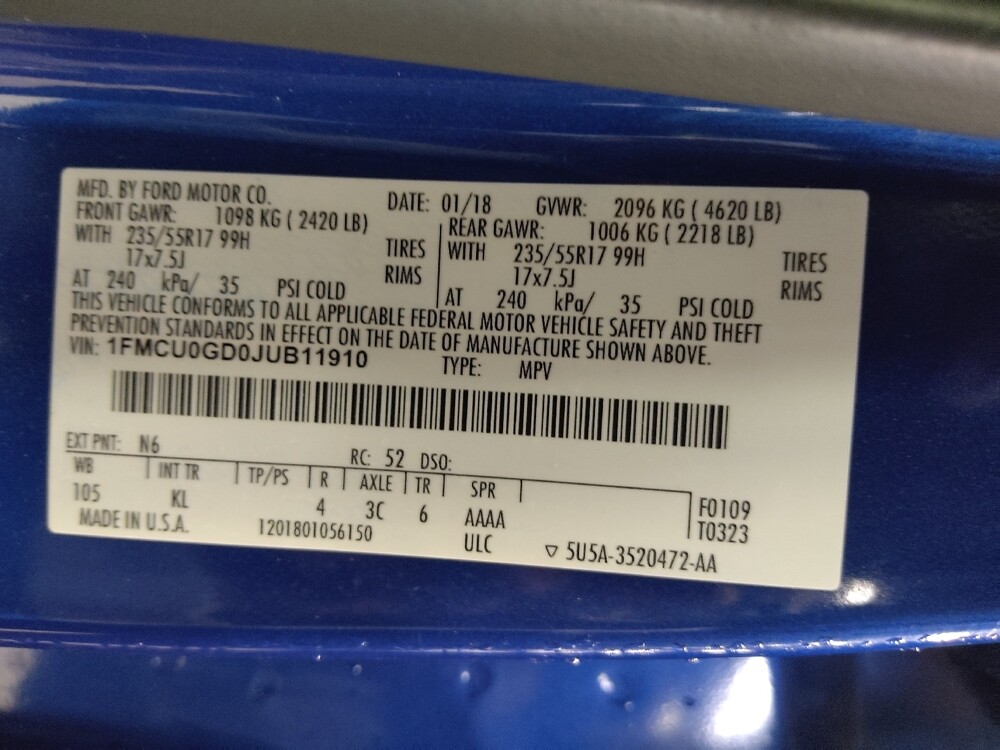 MFD. BY FORD MOTOR CO. DATE: 01/18 GVWR: 2096 KG ( 4620 LB)
FRONT GAWR: 1098 KG ( 2420 LB) REAR GAWR: 1006 KG ( 2218 LB)
WITH 235/55R17 99H TIRES WITH 235/55R17 99H TIRES
17x7.5J RIMS 17x7.5J RIMS
AT 240 kPa/ 35 PSI COLD AT 240 kPa/ 35 PSI COLD
THIS VEHICLE CONFORMS TO ALL APPLICABLE FEDERAL MOTOR VEHICLE SAFETY AND THEFT
PREVENTION STANDARDS IN EFFECT ON THE DATE OF MANUFACTURE SHOWN ABOVE.
VIN: 1FMCU0GD0JUB11910 TYPE: MPV
EXT PNT: N6 RC: 52 DSO:
WB INT TR TP/PS R AXLE TR SPR
105 KL 4 3C 6 AAAA F0109
MADE IN U.S.A. 1201801056150 ULC T0323
▽ 5U5A-3520472-AA